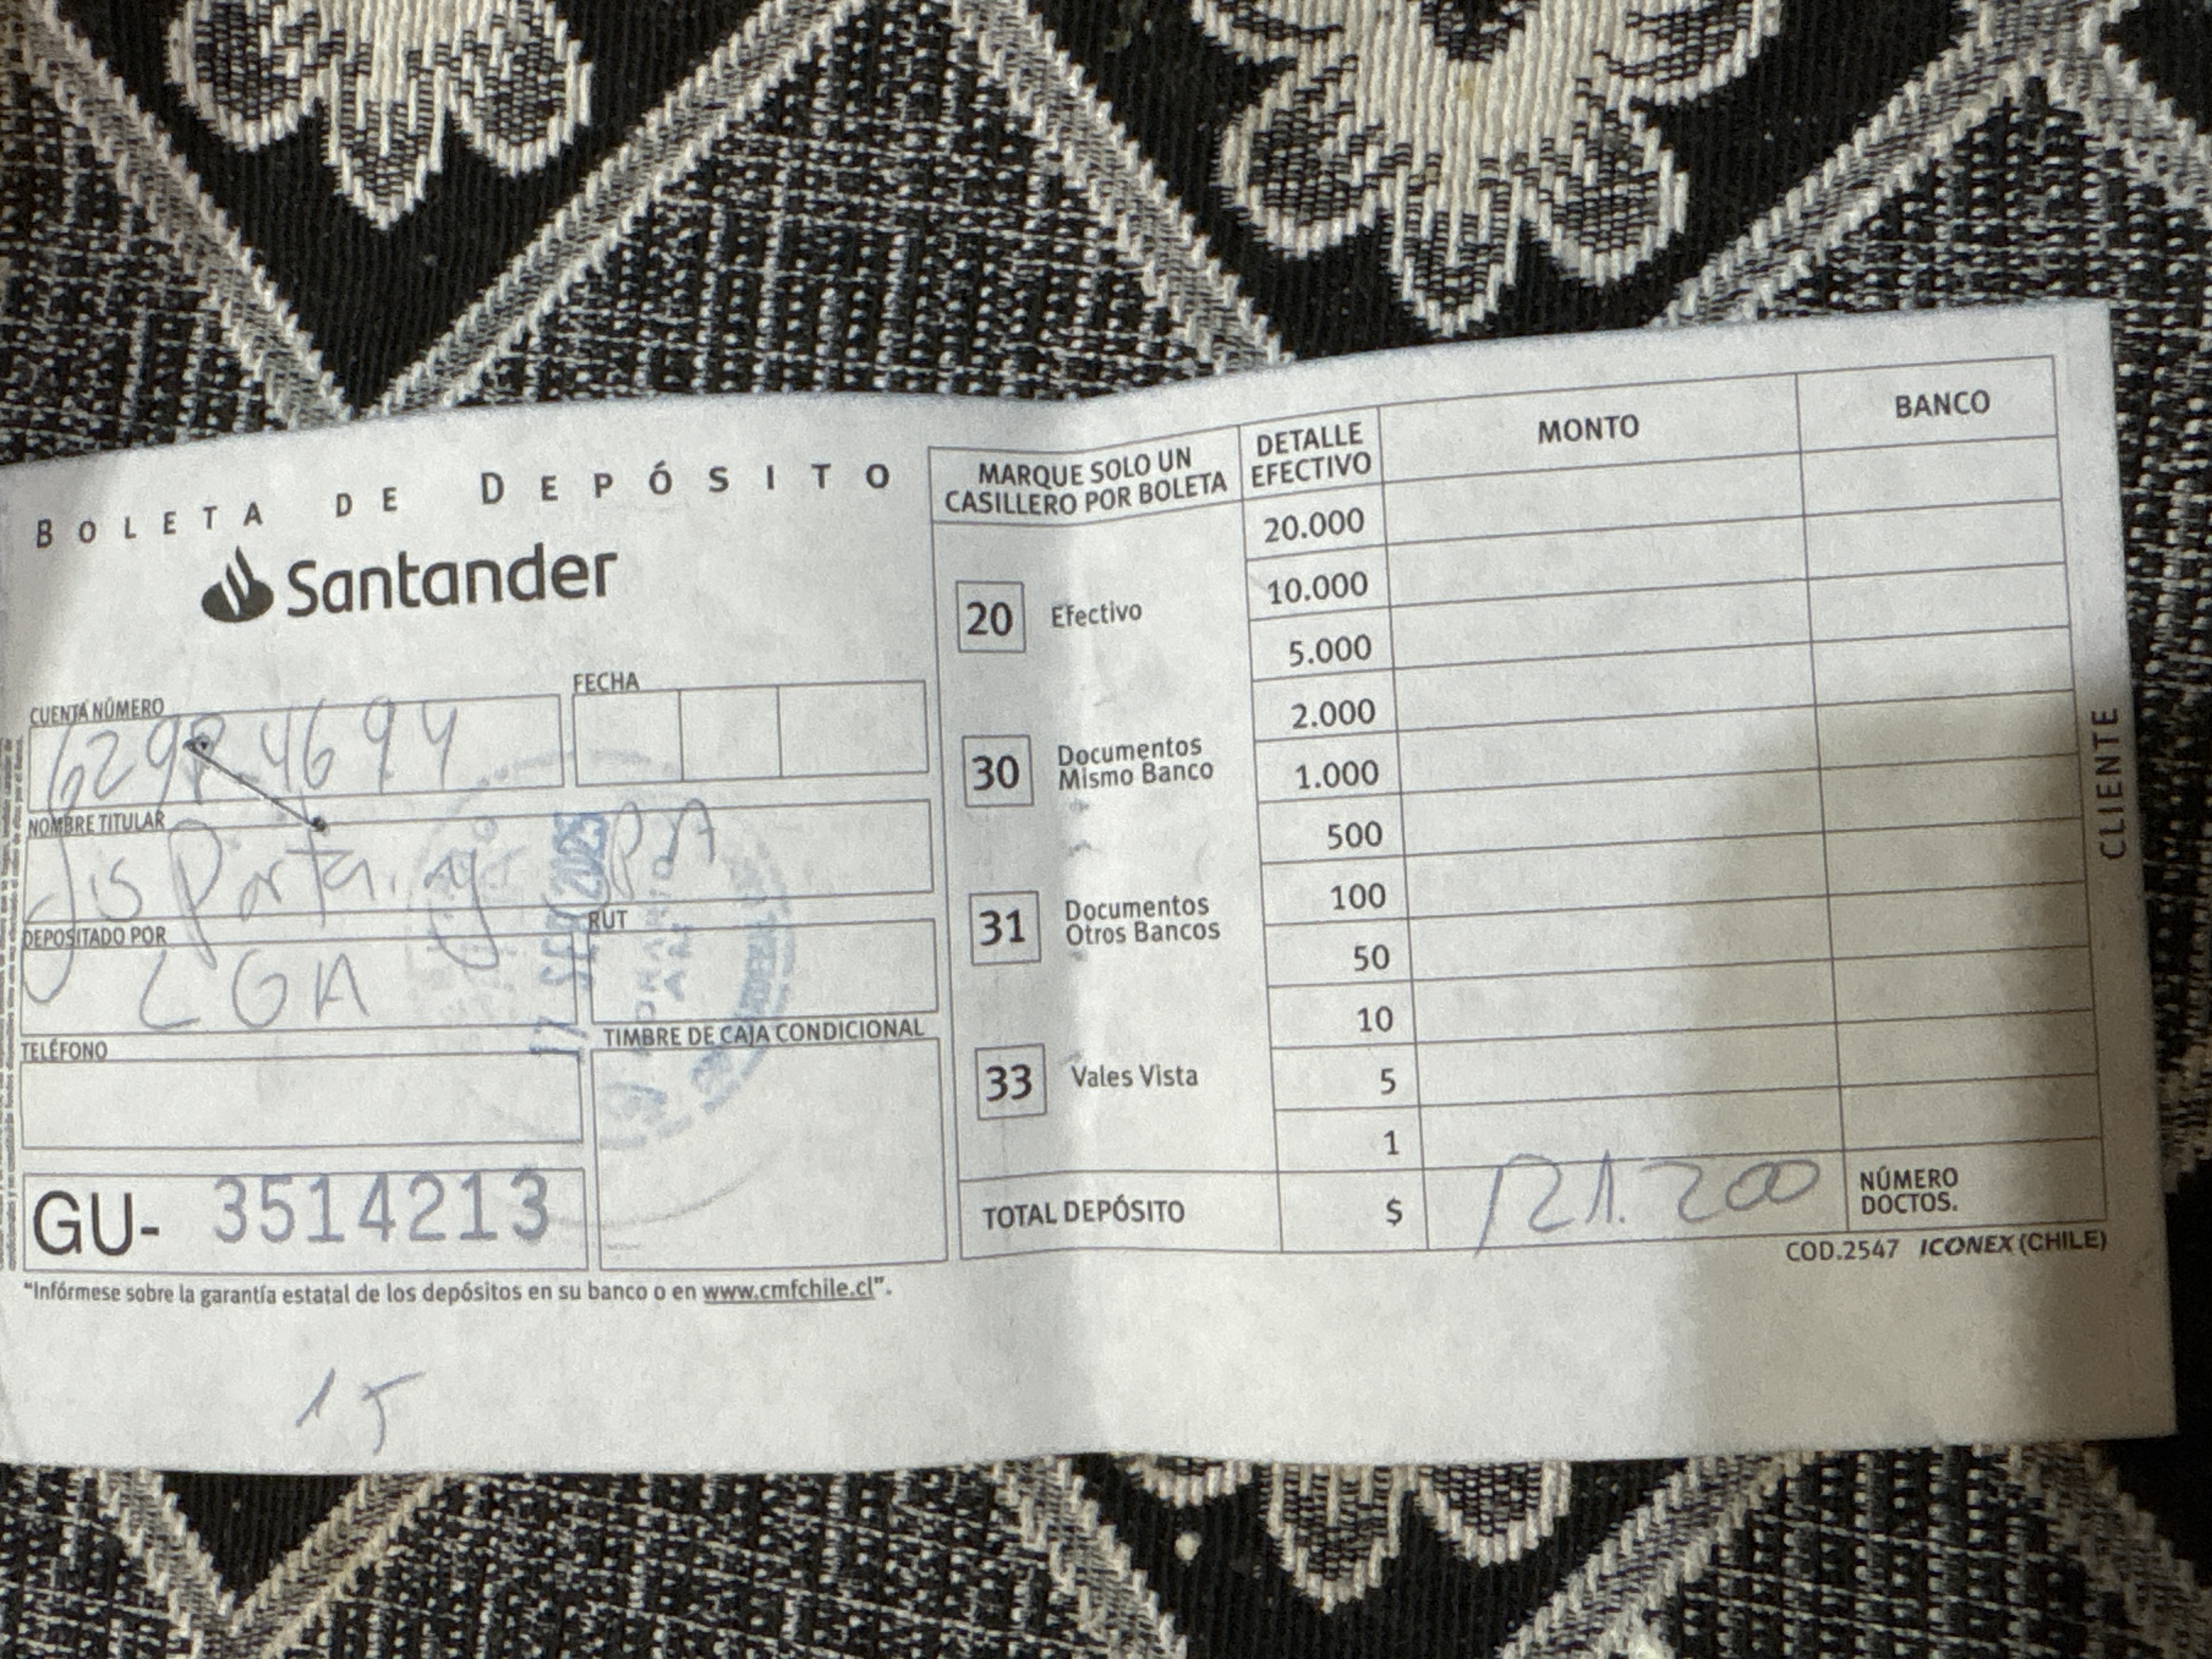 BOLETA DE DEPÓSITO
Santander
CUENTA NÚMERO
FECHA
NOMBRE TITULAR
DEPOSITADO POR
LGA
RUT
17 SEP 2025
TELÉFONO
TIMBRE DE CAJA CONDICIONAL
GU- 3514213
"Infórmese sobre la garantía estatal de los depósitos en su banco o en www.cmfchile.cl".
15
MARQUE SOLO UN
CASILLERO POR BOLETA
20 Efectivo
30 Documentos
Mismo Banco
31 Documentos
Otros Bancos
33 Vales Vista
DETALLE
EFECTIVO
MONTO
BANCO
20.000
10.000
5.000
2.000
1.000
500
100
50
10
5
1
TOTAL DEPÓSITO
$
121.200
NÚMERO
DOCTOS.
COD.2547 ICONEX (CHILE)
CLIENTE